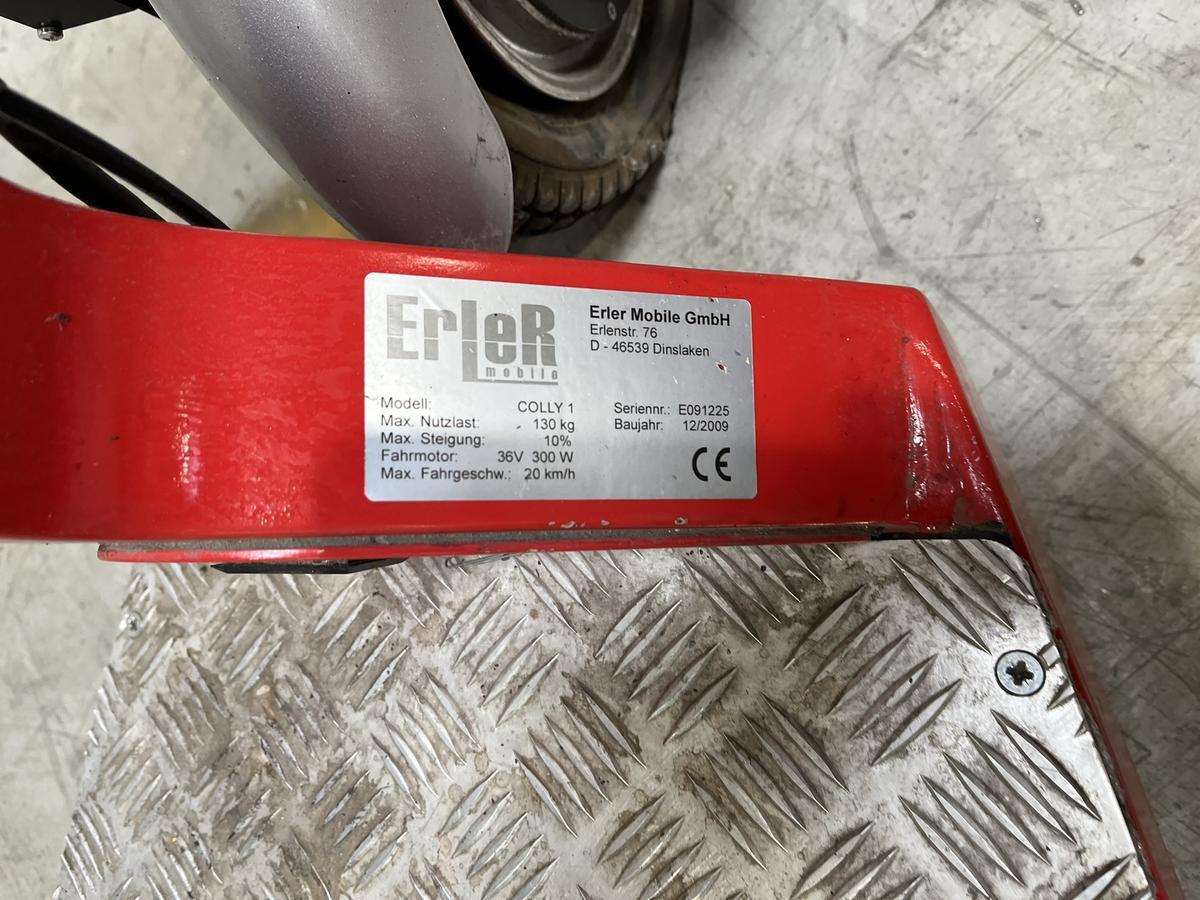 ErleR
mobile
Erler Mobile GmbH
Erlenstr. 76
D - 46539 Dinslaken
Modell: COLLY 1
Max. Nutzlast: 130 kg
Max. Steigung: 10%
Fahrmotor: 36V 300 W
Max. Fahrgeschw.: 20 km/h
Seriennr.: E091225
Baujahr: 12/2009
CE